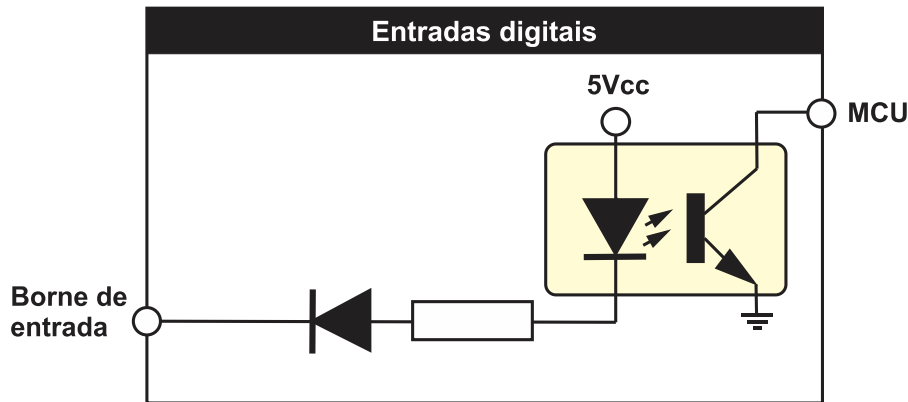 Entradas digitais
5Vcc
MCU
Borne de
entrada